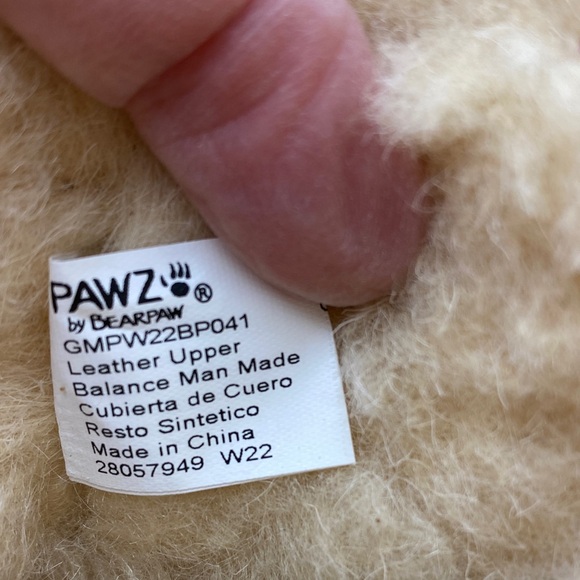 PAWZ®
by BEARPAW
GMPW22BP041
Leather Upper
Balance Man Made
Cubierta de Cuero
Resto Sintetico
Made in China
28057949 W22